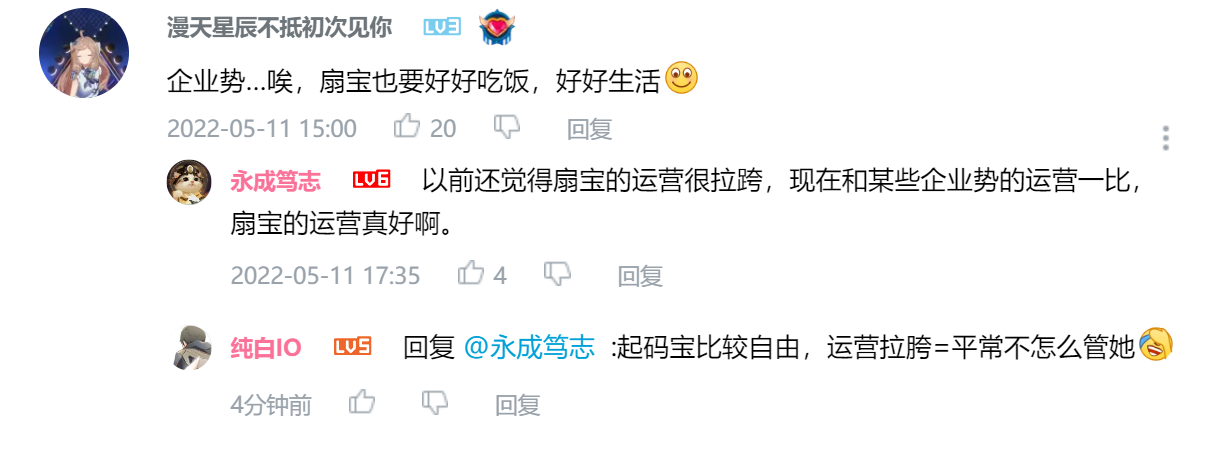 漫天星辰不抵初次见你 LV3
企业势...唉，扇宝也要好好吃饭，好好生活
2022-05-11 15:00 20 回复
永成笃志 LV6 以前还觉得扇宝的运营很拉跨，现在和某些企业势的运营一比，
扇宝的运营真好啊。
2022-05-11 17:35 4 回复
纯白IO LV5 回复 @永成笃志 :起码宝比较自由，运营拉胯=平常不怎么管她
4分钟前 回复